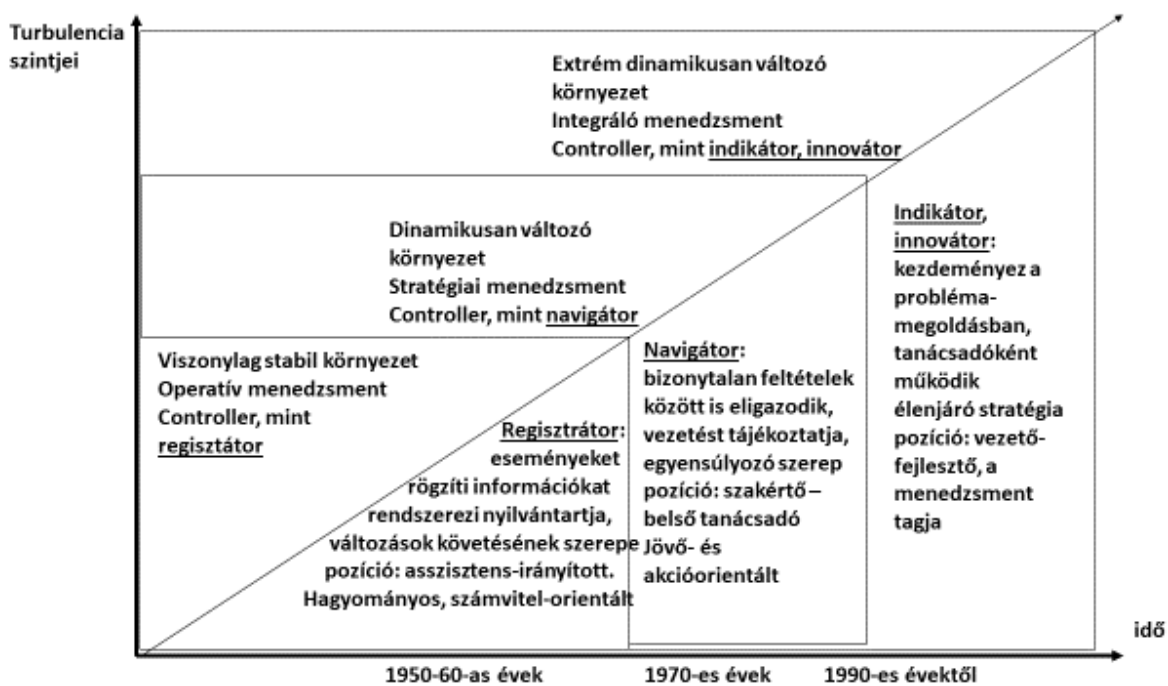 Turbulencia
szintjei
Extrém dinamikusan változó
környezet
Integráló menedzsment
Controller, mint indikátor, innovátor
Dinamikusan változó
környezet
Stratégiai menedzsment
Controller, mint navigátor
Viszonylag stabil környezet
Operatív menedzsment
Controller, mint
regisztátor
Regisztrátor:
eseményeket
rögzíti információkat
rendszerezi nyilvántartja,
változások követésének szerepe
pozíció: asszisztens-irányított.
Hagyományos, számvitel-orientált
Navigátor:
bizonytalan feltételek
között is eligazodik,
vezetést tájékoztatja,
egyensúlyozó szerep
pozíció: szakértő –
belső tanácsadó
Jövő- és
akcióorientált
Indikátor,
innovátor:
kezdeményez a
probléma-
megoldásban,
tanácsadóként
működik
élenjáró stratégia
pozíció: vezető-
fejlesztő, a
menedzsment
tagja
idő
1950-60-as évek
1970-es évek
1990-es évektől